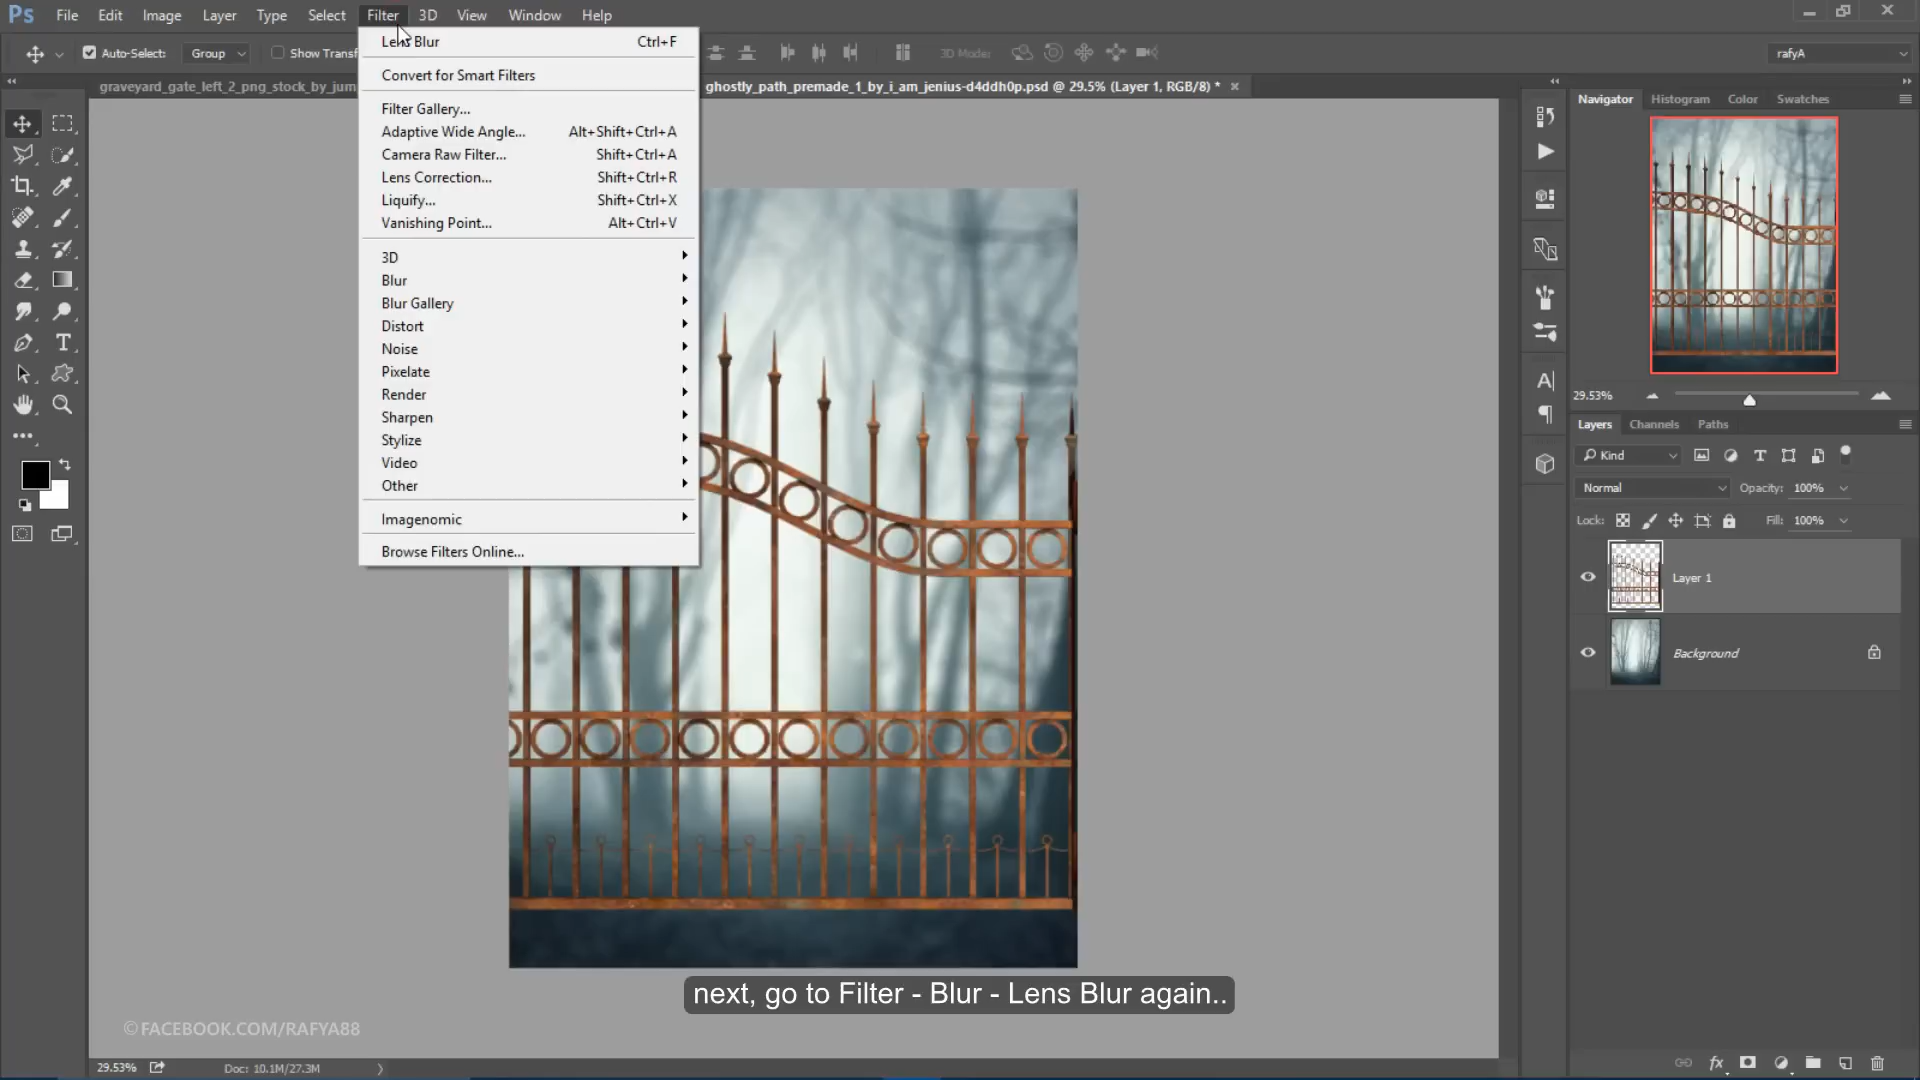 Ps File Edit Image Layer Type Select Filter 3D View Window Help
Auto-Select: Group Show Transf 3D Mode: rafyA
graveyard_gate_left_2_png_stock_by_jum
ghostly_path_premade_1_by_i_am_jenius-d4ddh0p.psd @ 29.5% (Layer 1, RGB/8) *
Lens Blur Ctrl+F
Convert for Smart Filters
Filter Gallery...
Adaptive Wide Angle... Alt+Shift+Ctrl+A
Camera Raw Filter... Shift+Ctrl+A
Lens Correction... Shift+Ctrl+R
Liquify... Shift+Ctrl+X
Vanishing Point... Alt+Ctrl+V
3D
Blur
Blur Gallery
Distort
Noise
Pixelate
Render
Sharpen
Stylize
Video
Other
Imagenomic
Browse Filters Online...
Navigator Histogram Color Swatches
29.53%
Layers Channels Paths
Kind
Normal Opacity: 100%
Lock: Fill: 100%
Layer 1
Background
next, go to Filter - Blur - Lens Blur again..
©FACEBOOK.COM/RAFYA88
29.53% Doc: 10.1M/27.3M